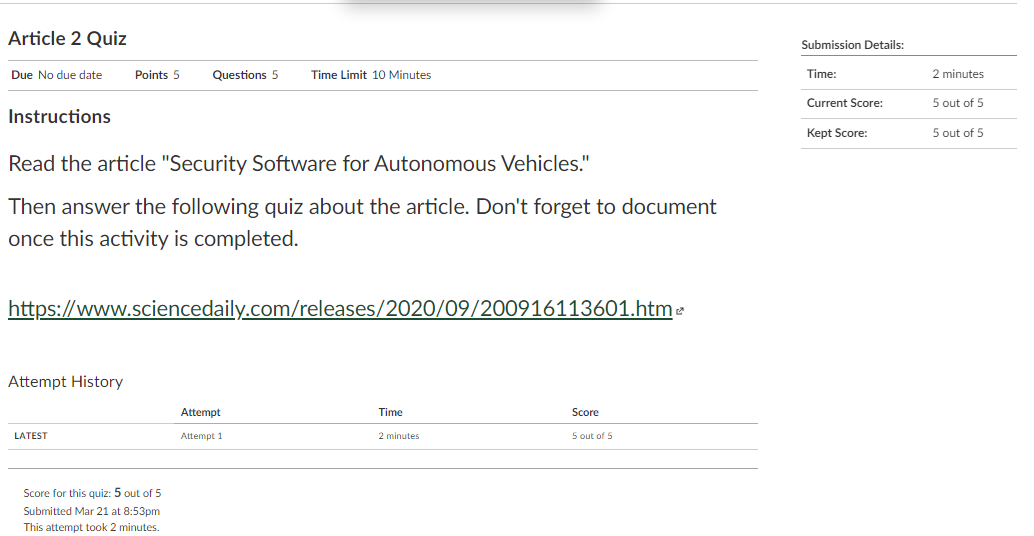 Article 2 Quiz
Due No due date Points 5 Questions 5 Time Limit 10 Minutes
Instructions
Read the article "Security Software for Autonomous Vehicles."
Then answer the following quiz about the article. Don't forget to document
once this activity is completed.
https://www.sciencedaily.com/releases/2020/09/200916113601.htm
Attempt History
Attempt Time Score
LATEST Attempt 1 2 minutes 5 out of 5
Score for this quiz: 5 out of 5
Submitted Mar 21 at 8:53pm
This attempt took 2 minutes.
Submission Details:
Time: 2 minutes
Current Score: 5 out of 5
Kept Score: 5 out of 5